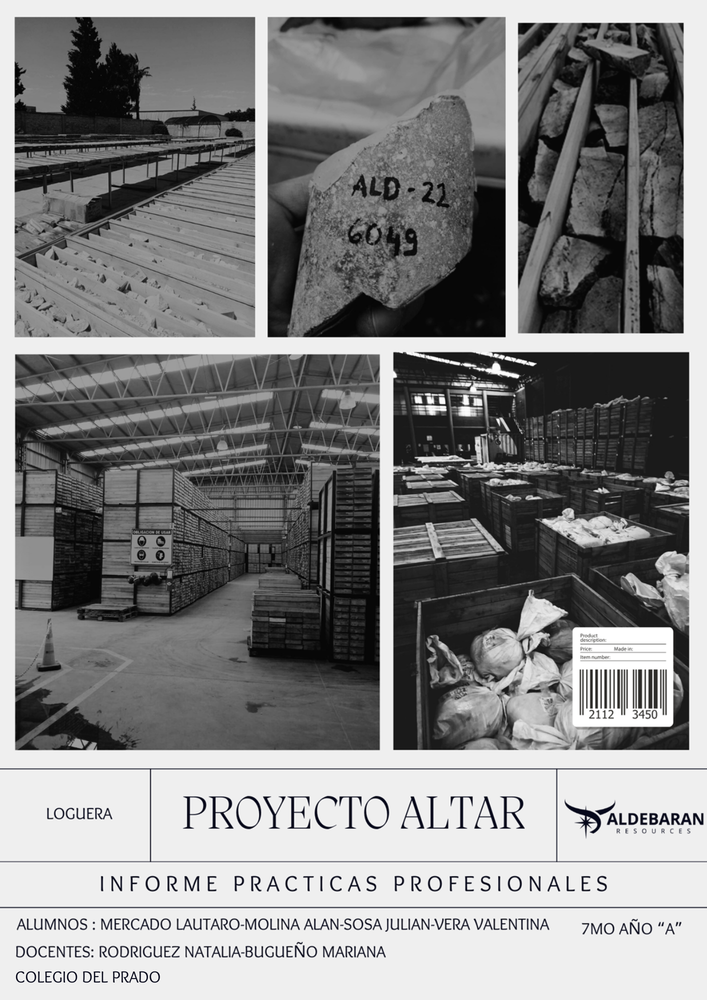 ALD-22
6049
OBLIGACION DE USAR
Product
description:
Price: Made in:
Item number:
2112 3450
LOGUERA
PROYECTO ALTAR
ALDEBARAN
RESOURCES
INFORME PRACTICAS PROFESIONALES
ALUMNOS : MERCADO LAUTARO-MOLINA ALAN-SOSA JULIAN-VERA VALENTINA
7MO AÑO “A”
DOCENTES: RODRIGUEZ NATALIA-BUGUEÑO MARIANA
COLEGIO DEL PRADO